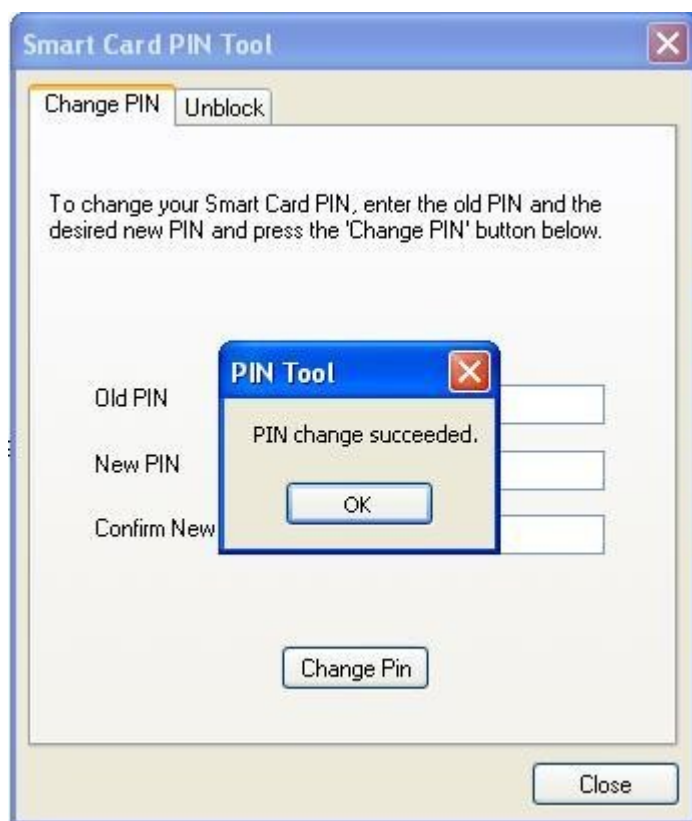 Smart Card PIN Tool
Change PIN
Unblock
To change your Smart Card PIN, enter the old PIN and the
desired new PIN and press the 'Change PIN' button below.
PIN Tool
PIN change succeeded.
OK
Old PIN
New PIN
Confirm New
Change Pin
Close